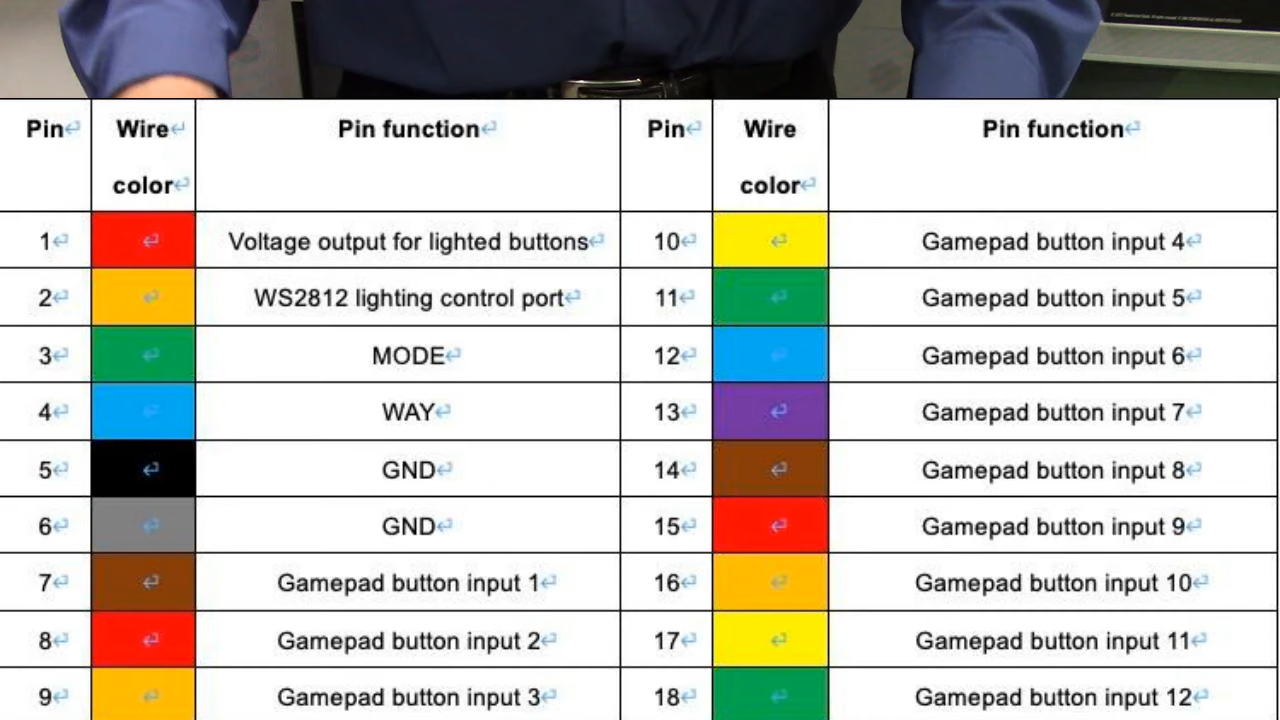 Pin Wire color Pin function Pin Wire color Pin function
1 Voltage output for lighted buttons 10 Gamepad button input 4
2 WS2812 lighting control port 11 Gamepad button input 5
3 MODE 12 Gamepad button input 6
4 WAY 13 Gamepad button input 7
5 GND 14 Gamepad button input 8
6 GND 15 Gamepad button input 9
7 Gamepad button input 1 16 Gamepad button input 10
8 Gamepad button input 2 17 Gamepad button input 11
9 Gamepad button input 3 18 Gamepad button input 12